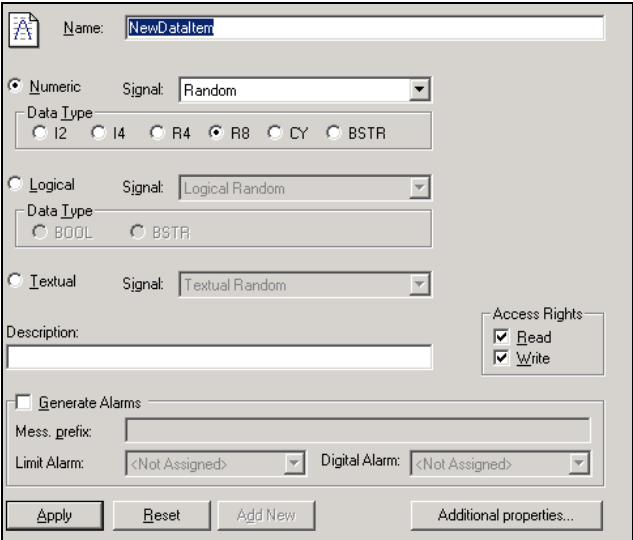 Name: NewDataItem
Numeric Signal: Random
Data Type
I2 I4 R4 R8 CY BSTR
Logical Signal: Logical Random
Data Type
BOOL BSTR
Textual Signal: Textual Random
Access Rights
Description: Read
Write
Generate Alarms
Mess. prefix:
Limit Alarm: <Not Assigned> Digital Alarm: <Not Assigned>
Apply Reset Add New Additional properties...